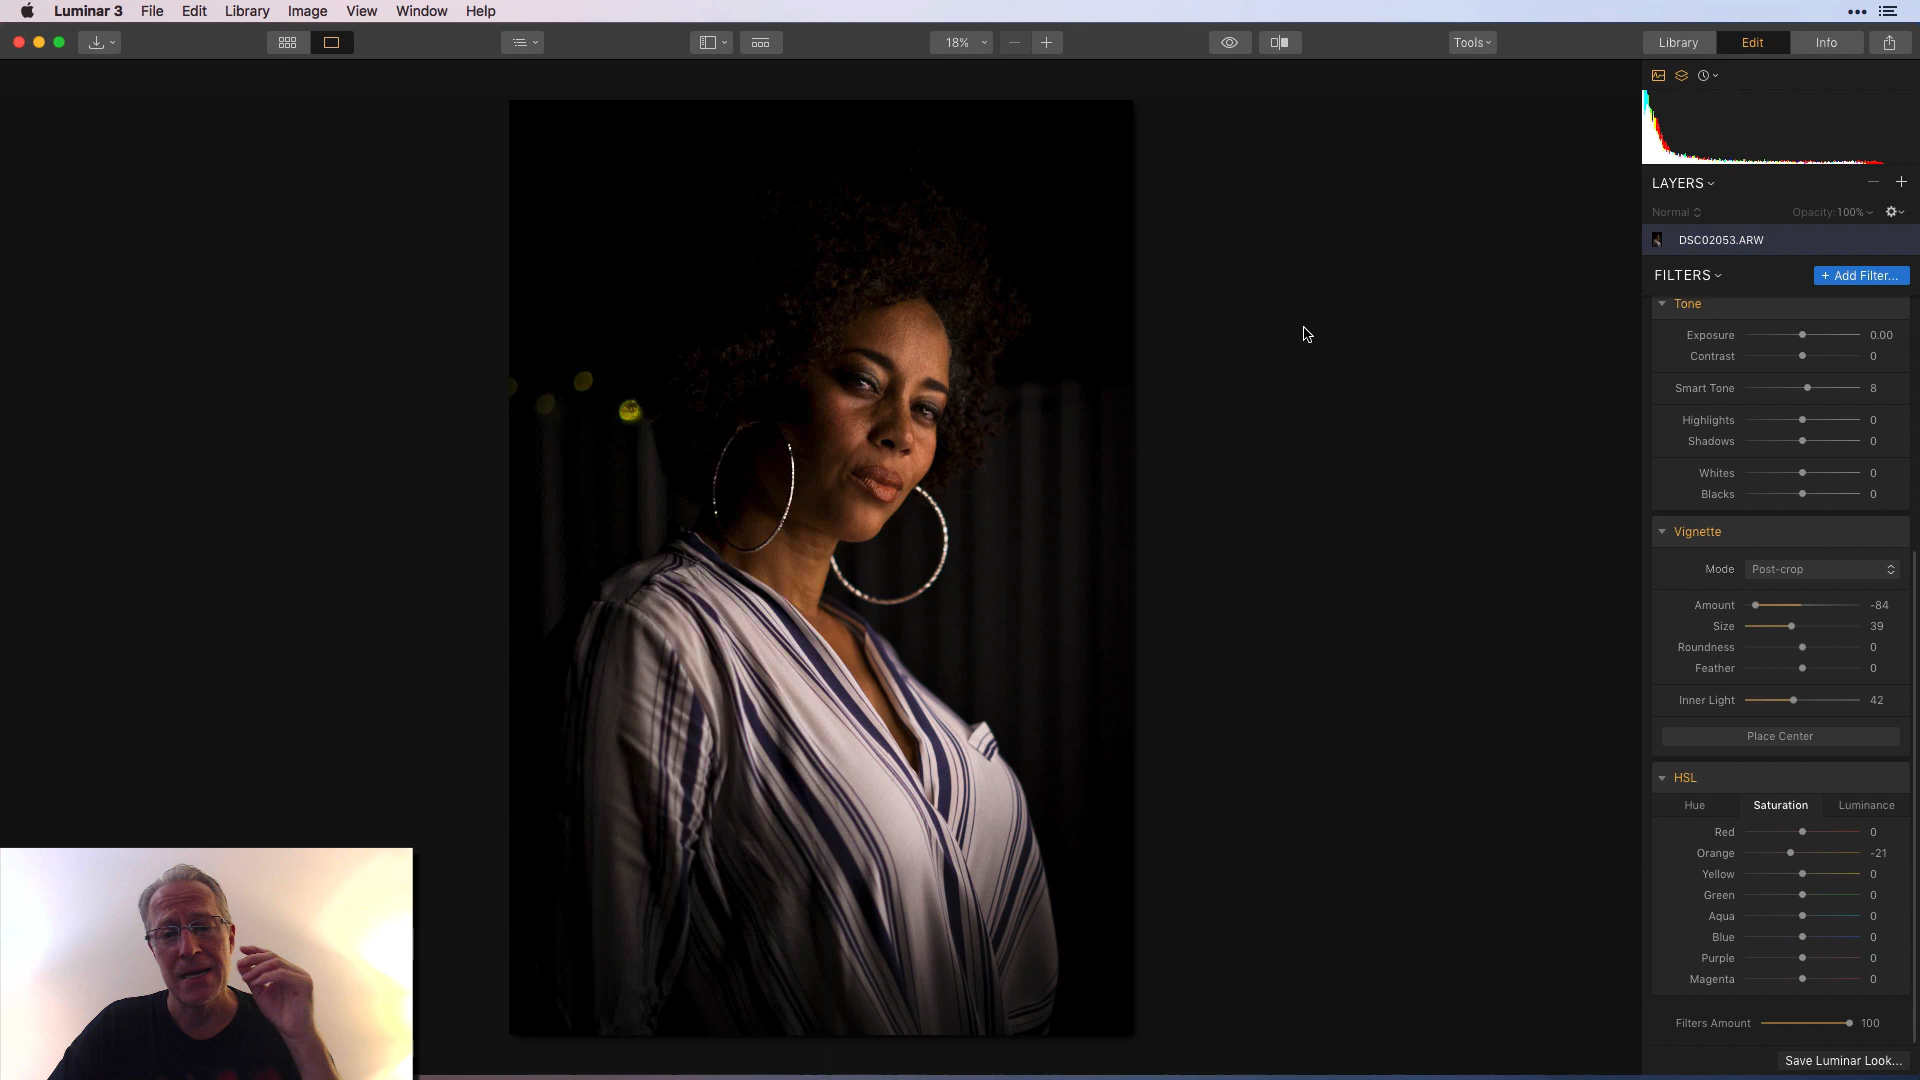 Luminar 3 File Edit Library Image View Window Help
18% Tools Library Edit Info
LAYERS
Normal Opacity: 100%
DSC02053.ARW
FILTERS + Add Filter...
Tone
Exposure 0.00
Contrast 0
Smart Tone 8
Highlights 0
Shadows 0
Whites 0
Blacks 0
Vignette
Mode Post-crop
Amount -84
Size 39
Roundness 0
Feather 0
Inner Light 42
Place Center
HSL
Hue Saturation Luminance
Red 0
Orange -21
Yellow 0
Green 0
Aqua 0
Blue 0
Purple 0
Magenta 0
Filters Amount 100
Save Luminar Look...